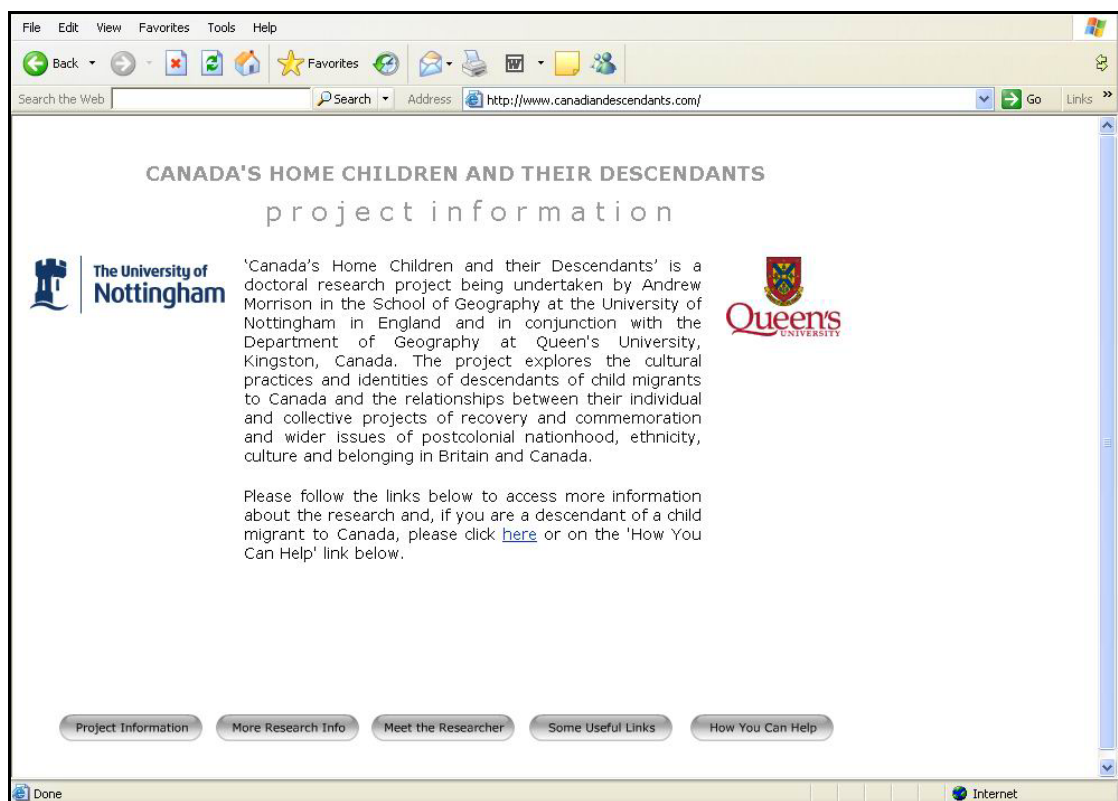 File Edit View Favorites Tools Help
Back Favorites
Search the Web Search Address http://www.canadiandescendants.com/ Go Links »
CANADA'S HOME CHILDREN AND THEIR DESCENDANTS
project information
The University of
Nottingham
'Canada's Home Children and their Descendants' is a
doctoral research project being undertaken by Andrew
Morrison in the School of Geography at the University of
Nottingham in England and in conjunction with the
Department of Geography at Queen's University,
Kingston, Canada. The project explores the cultural
practices and identities of descendants of child migrants
to Canada and the relationships between their individual
and collective projects of recovery and commemoration
and wider issues of postcolonial nationhood, ethnicity,
culture and belonging in Britain and Canada.
Please follow the links below to access more information
about the research and, if you are a descendant of a child
migrant to Canada, please click here or on the 'How You
Can Help' link below.
Queen's
UNIVERSITY
Project Information More Research Info Meet the Researcher Some Useful Links How You Can Help
Done Internet